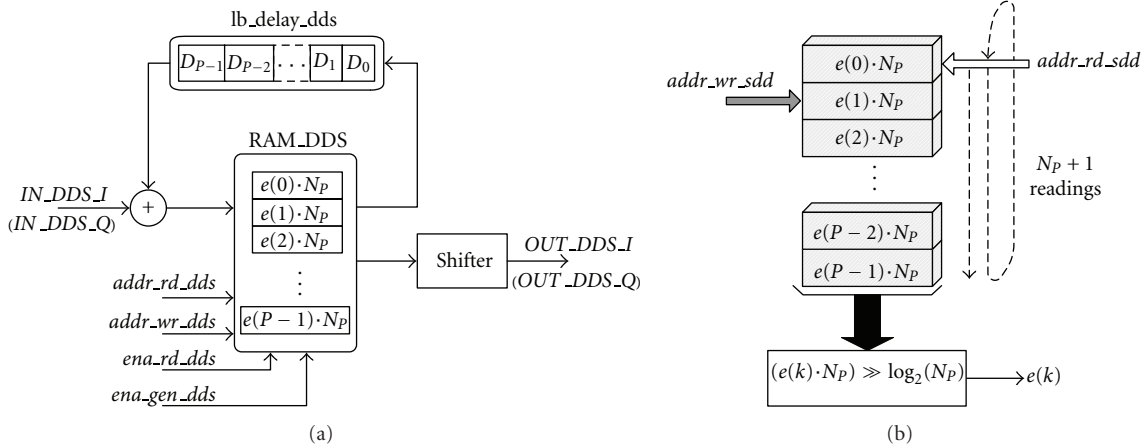 lb_delay_dds
D_{P−1} D_{P−2} · · · D_1 D_0
RAM_DDS
e(0)·N_P
e(1)·N_P
e(2)·N_P
⋮
e(P − 1)·N_P
IN_DDS_I
(IN_DDS_Q)
+
addr_rd_dds
addr_wr_dds
ena_rd_dds
ena_gen_dds
Shifter
OUT_DDS_I
(OUT_DDS_Q)
(a)
addr_wr_sdd
addr_rd_sdd
e(0)·N_P
e(1)·N_P
e(2)·N_P
⋮
e(P − 2)·N_P
e(P − 1)·N_P
N_P + 1
readings
(e(k)·N_P) ≫ log_2(N_P)
e(k)
(b)